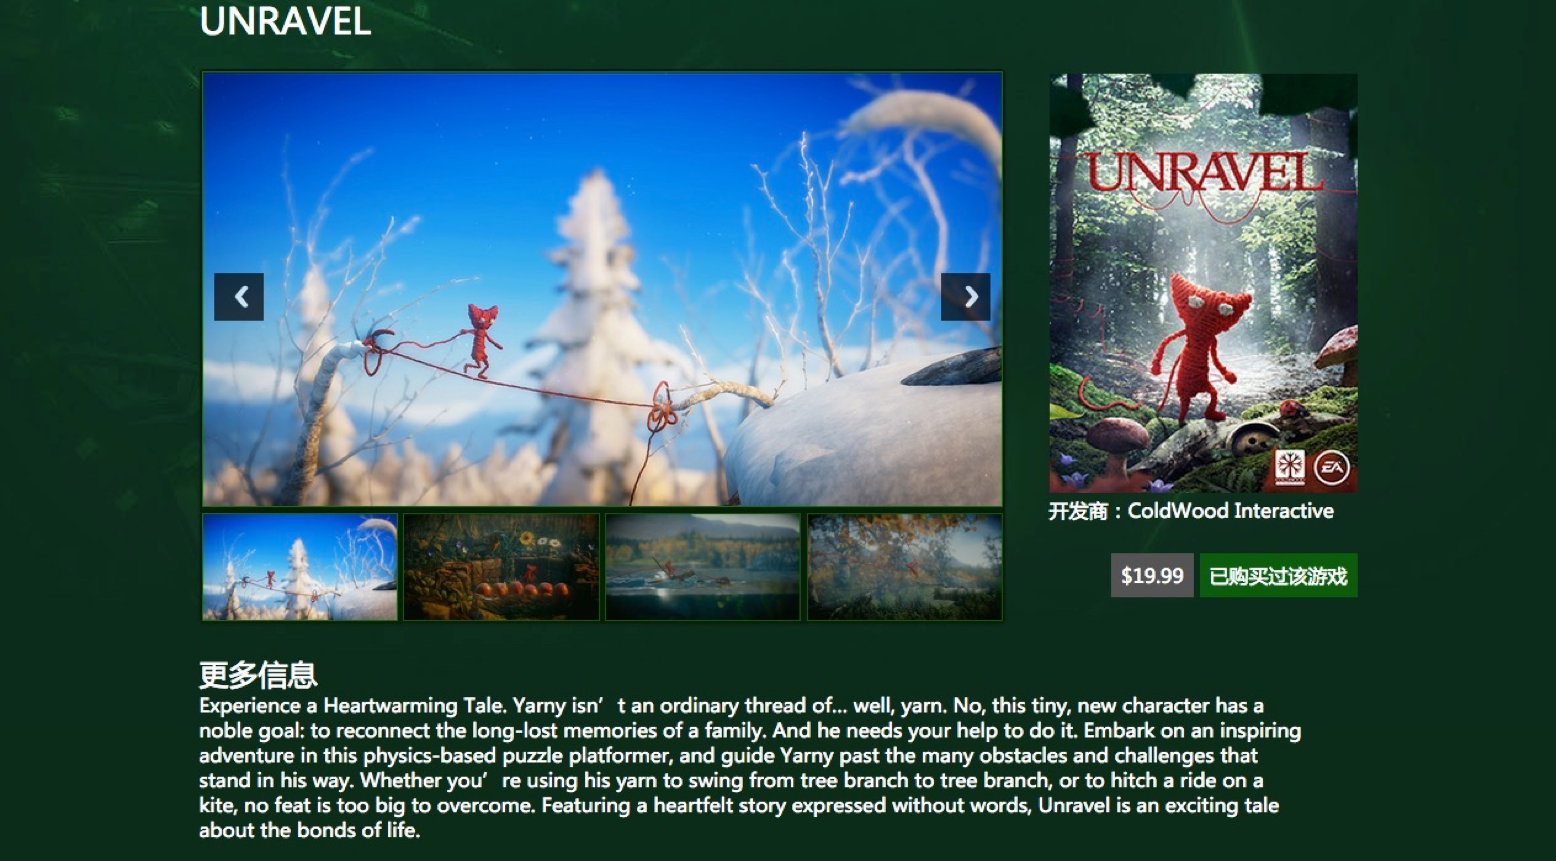 UNRAVEL
UNRAVEL
EA
开发商：ColdWood Interactive
$19.99 已购买过该游戏
更多信息
Experience a Heartwarming Tale. Yarny isn’t an ordinary thread of... well, yarn. No, this tiny, new character has a
noble goal: to reconnect the long-lost memories of a family. And he needs your help to do it. Embark on an inspiring
adventure in this physics-based puzzle platformer, and guide Yarny past the many obstacles and challenges that
stand in his way. Whether you’re using his yarn to swing from tree branch to tree branch, or to hitch a ride on a
kite, no feat is too big to overcome. Featuring a heartfelt story expressed without words, Unravel is an exciting tale
about the bonds of life.